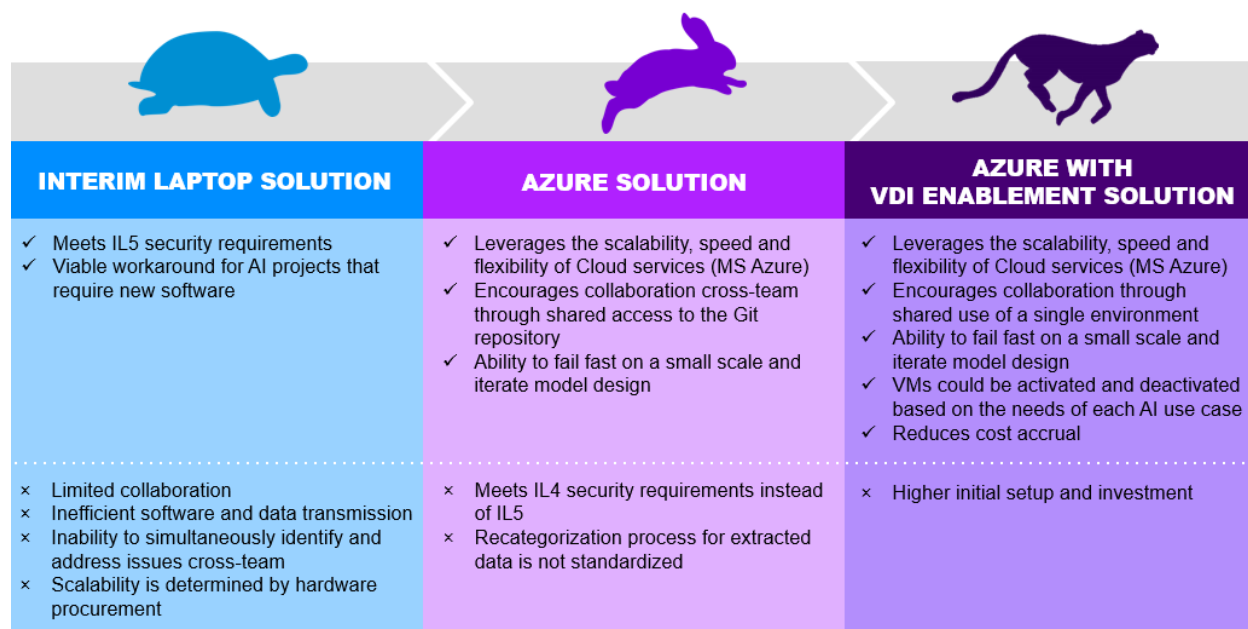 INTERIM LAPTOP SOLUTION
✓ Meets IL5 security requirements
✓ Viable workaround for AI projects that
require new software
× Limited collaboration
× Inefficient software and data transmission
× Inability to simultaneously identify and
address issues cross-team
× Scalability is determined by hardware
procurement
AZURE SOLUTION
✓ Leverages the scalability, speed and
flexibility of Cloud services (MS Azure)
✓ Encourages collaboration cross-team
through shared access to the Git
repository
✓ Ability to fail fast on a small scale and
iterate model design
× Meets IL4 security requirements instead
of IL5
× Recategorization process for extracted
data is not standardized
AZURE WITH
VDI ENABLEMENT SOLUTION
✓ Leverages the scalability, speed and
flexibility of Cloud services (MS Azure)
✓ Encourages collaboration through
shared use of a single environment
✓ Ability to fail fast on a small scale and
iterate model design
✓ VMs could be activated and deactivated
based on the needs of each AI use case
✓ Reduces cost accrual
× Higher initial setup and investment